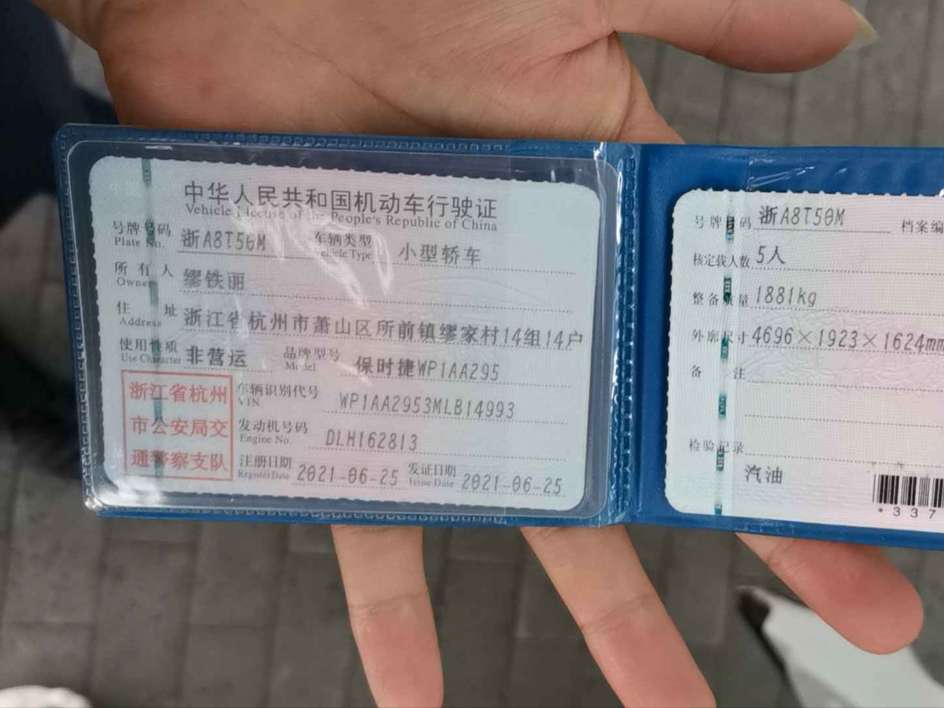 中华人民共和国机动车行驶证
Vehicle License of the People's Republic of China
号牌号码 浙A8T50M 车辆类型 小型轿车
Plate No. Vehicle Type
所有人 缪铁丽
Owner
住址 浙江省杭州市萧山区所前镇缪家村14组14户
Address
使用性质 非营运 品牌型号 保时捷WP1AA295
Use Character Model
浙江省杭州
市公安局交
通警察支队
车辆识别代号 WP1AA2953MLB14993
VIN
发动机号码 DLH162813
Engine No.
注册日期 2021-06-25 发证日期 2021-06-25
Register Date Issue Date
号牌号码 浙A8T50M 档案编
核定载人数 5人
整备质量 1881kg
外廓尺寸 4696×1923×1624mm
备注
检验记录
汽油
*337